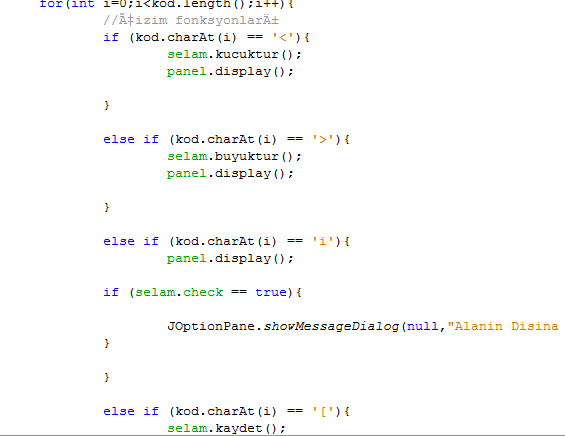 for(int i=0;i<kod.length();i++){
//Ã‡izim fonksyonlarÄ±
if (kod.charAt(i) == '<'){
selam.kucuktur();
panel.display();
}
else if (kod.charAt(i) == '>'){
selam.buyuktur();
panel.display();
}
else if (kod.charAt(i) == 'i'){
panel.display();
if (selam.check == true){
JOptionPane.showMessageDialog(null,"Alanin Disina
}
}
else if (kod.charAt(i) == '['){
selam.kaydet();